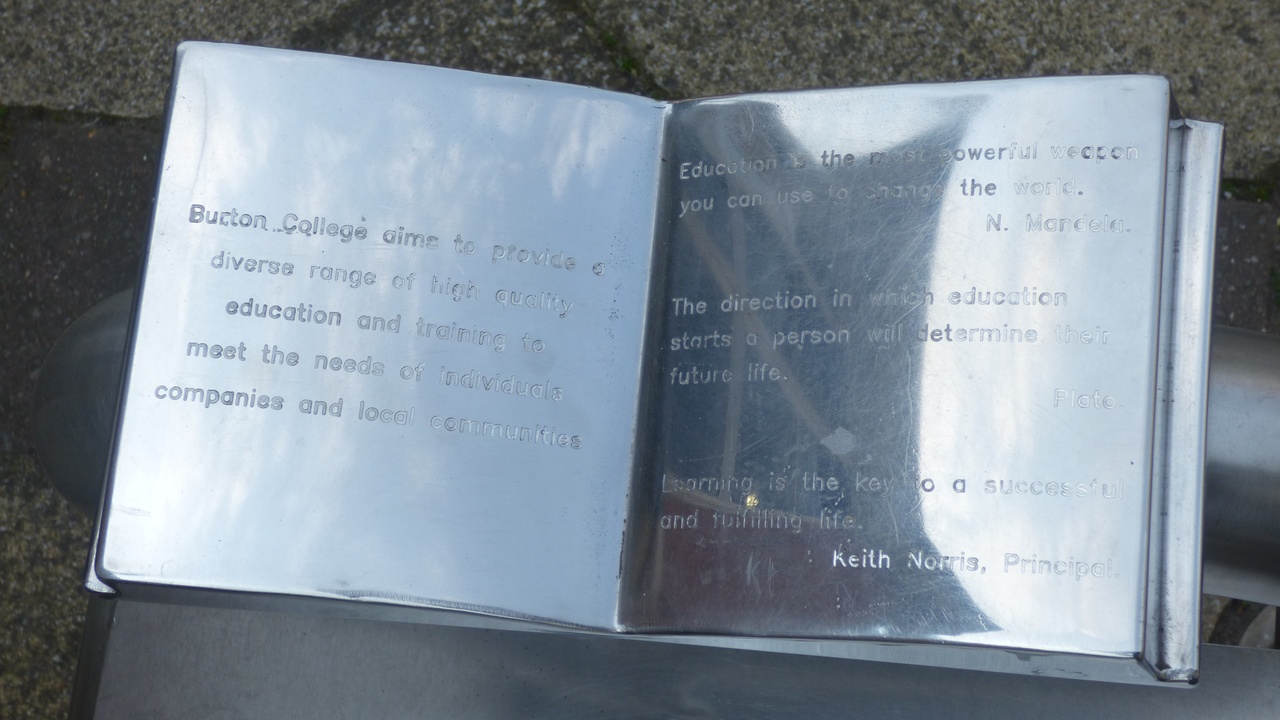 Burton College aims to provide a
diverse range of high quality
education and training to
meet the needs of individuals
companies and local communities
Education is the most powerful weapon
you can use to change the world.
N. Mandela.
The direction in which education
starts a person will determine their
future life.
Plato.
Learning is the key to a successful
and fulfilling life.
Keith Norris, Principal.